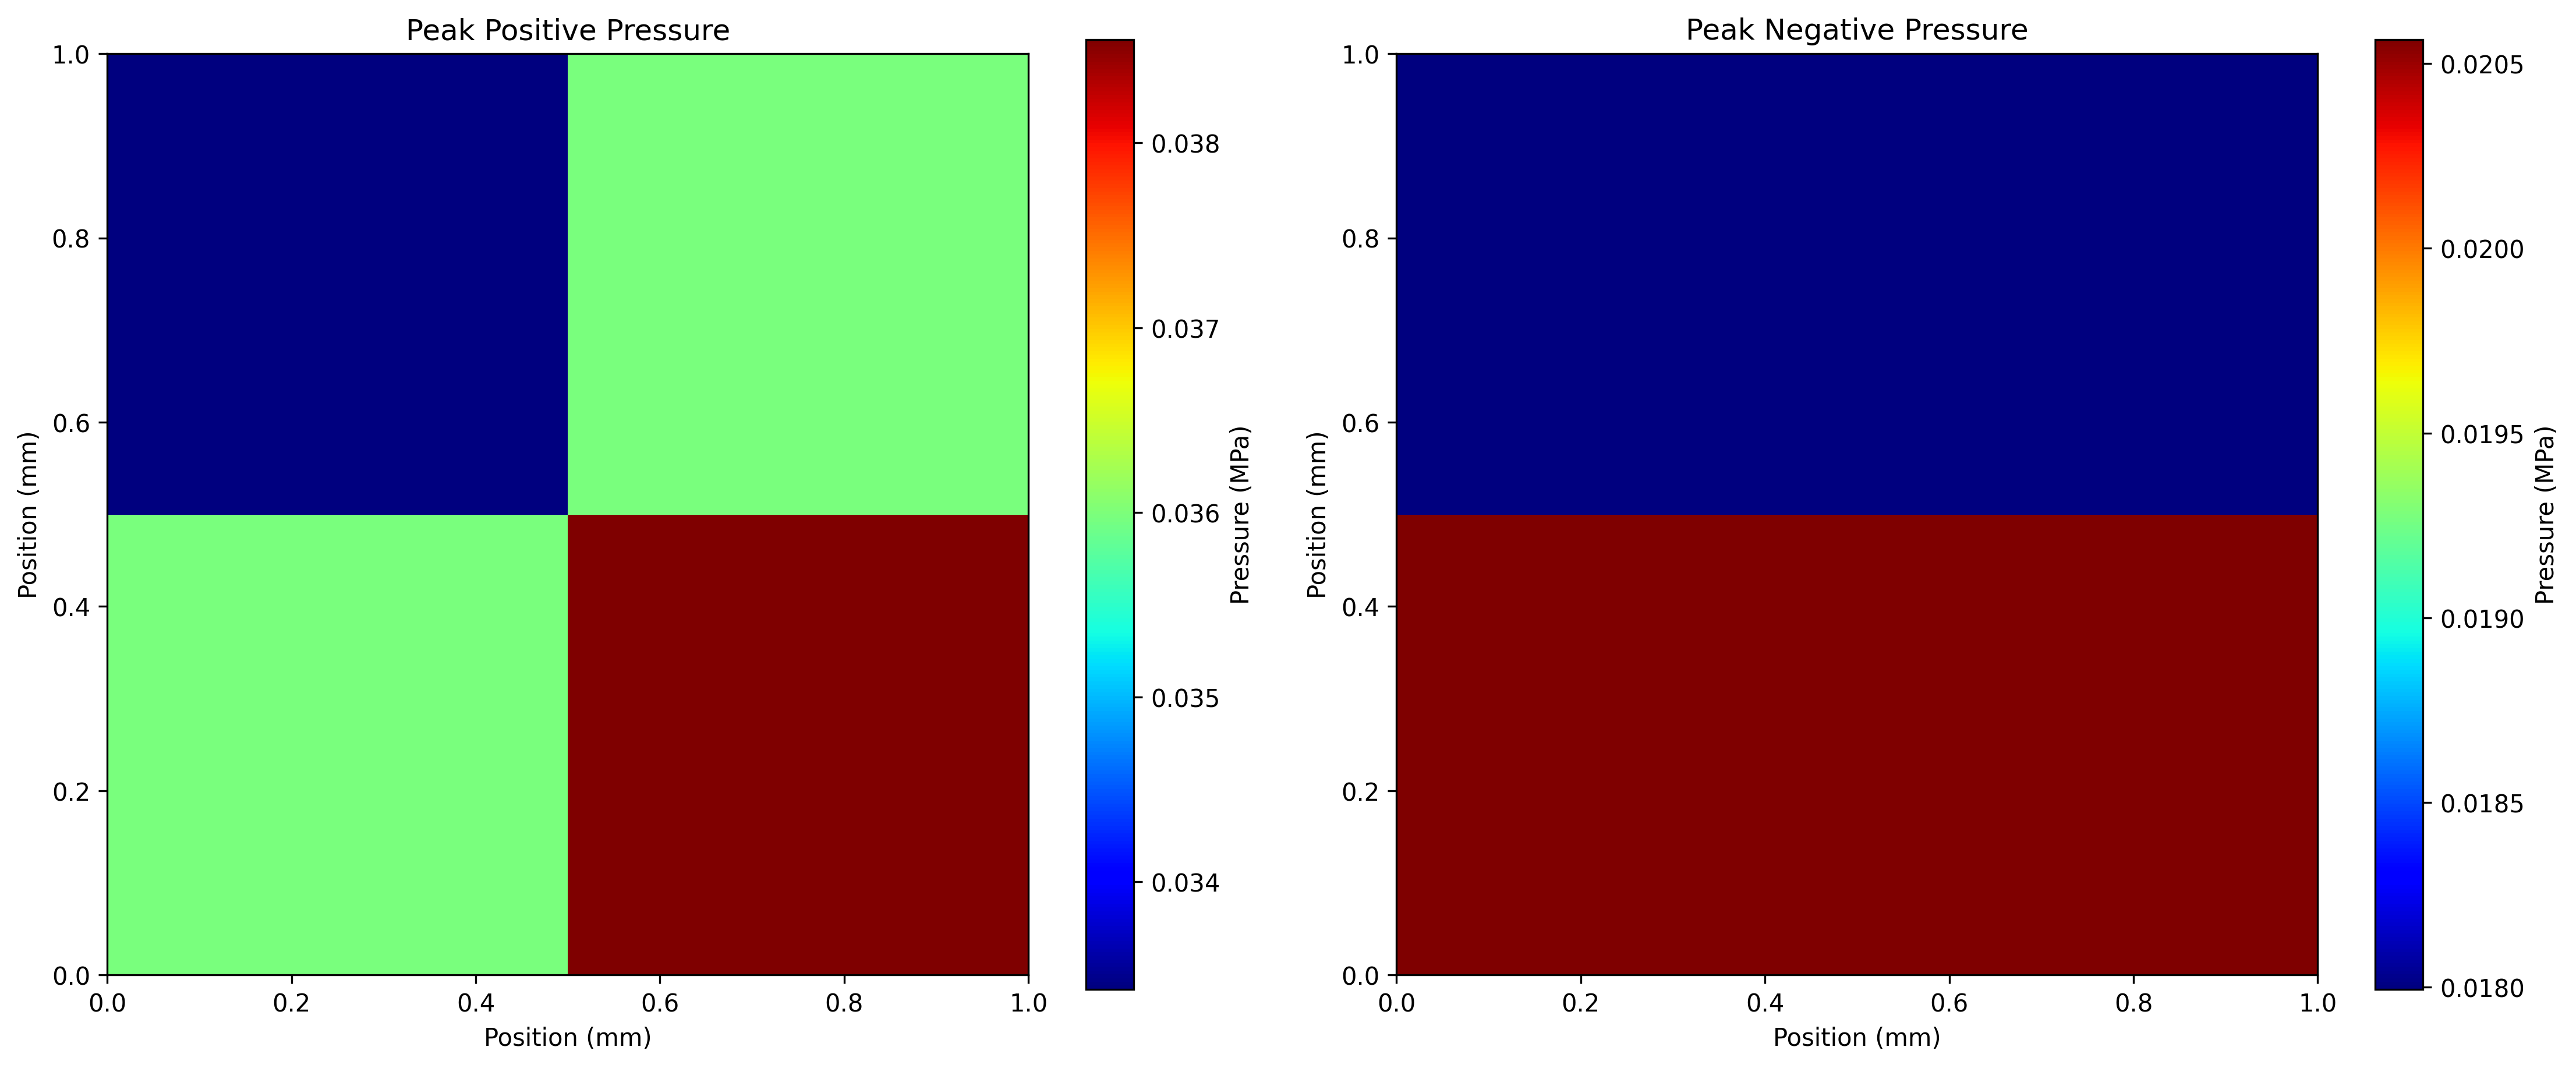 Peak Positive Pressure
1.0
0.8
0.6
0.4
0.2
0.0
Position (mm)
0.0 0.2 0.4 0.6 0.8 1.0
Position (mm)
0.038
0.037
0.036
0.035
0.034
Pressure (MPa)
Peak Negative Pressure
1.0
0.8
0.6
0.4
0.2
0.0
Position (mm)
0.0 0.2 0.4 0.6 0.8 1.0
Position (mm)
0.0205
0.0200
0.0195
0.0190
0.0185
0.0180
Pressure (MPa)